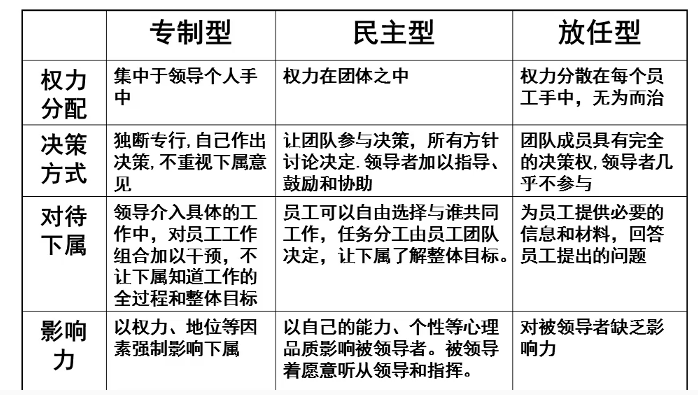 专制型 民主型 放任型
权力
分配
集中于领导个人手
中
权力在团体之中
权力分散在每个员
工手中，无为而治
决策
方式
独断专行,自己作出
决策,不重视下属意
见
让团队参与决策，所有方针
讨论决定.领导者加以指导、
鼓励和协助
团队成员具有完全
的决策权,领导者几
乎不参与
对待
下属
领导介入具体的工
作中，对员工工作
组合加以干预，不
让下属知道工作的
全过程和整体目标
员工可以自由选择与谁共同
工作，任务分工由员工团队
决定，让下属了解整体目标。
为员工提供必要的
信息和材料，回答
员工提出的问题
影响
力
以权力、地位等因
素强制影响下属
以自己的能力、个性等心理
品质影响被领导者。被领导
着愿意听从领导和指挥。
对被领导者缺乏影
响力